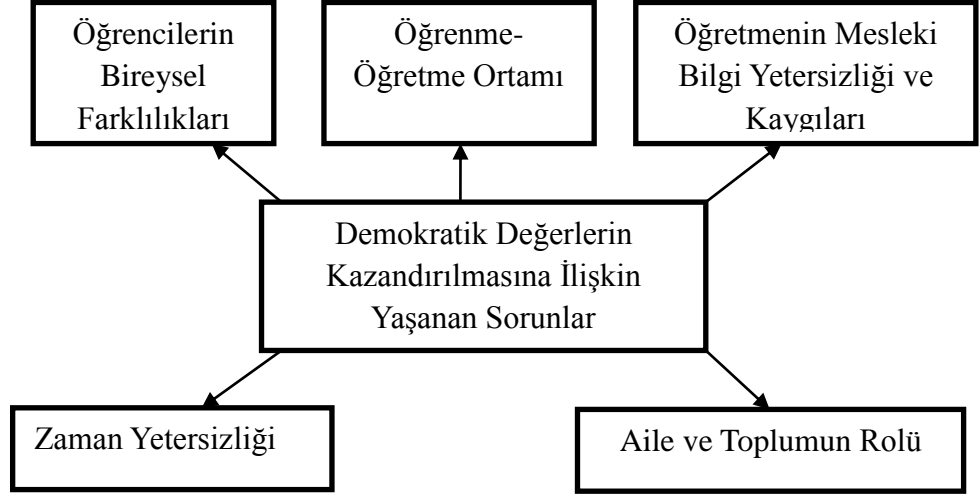 Öğrencilerin
Bireysel
Farklılıkları
Öğrenme-
Öğretme Ortamı
Öğretmenin Mesleki
Bilgi Yetersizliği ve
Kaygıları
Demokratik Değerlerin
Kazandırılmasına İlişkin
Yaşanan Sorunlar
Zaman Yetersizliği
Aile ve Toplumun Rolü